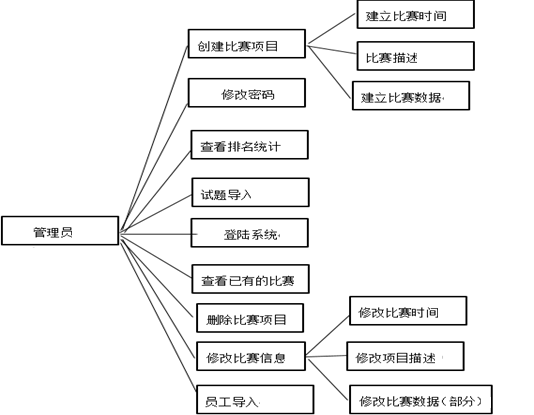 建立比赛时间
创建比赛项目
比赛描述
修改密码
建立比赛数据
查看排名统计
试题导入
管理员
登陆系统
查看已有的比赛
删除比赛项目
修改比赛时间
修改比赛信息
修改项目描述
员工导入
修改比赛数据（部分）